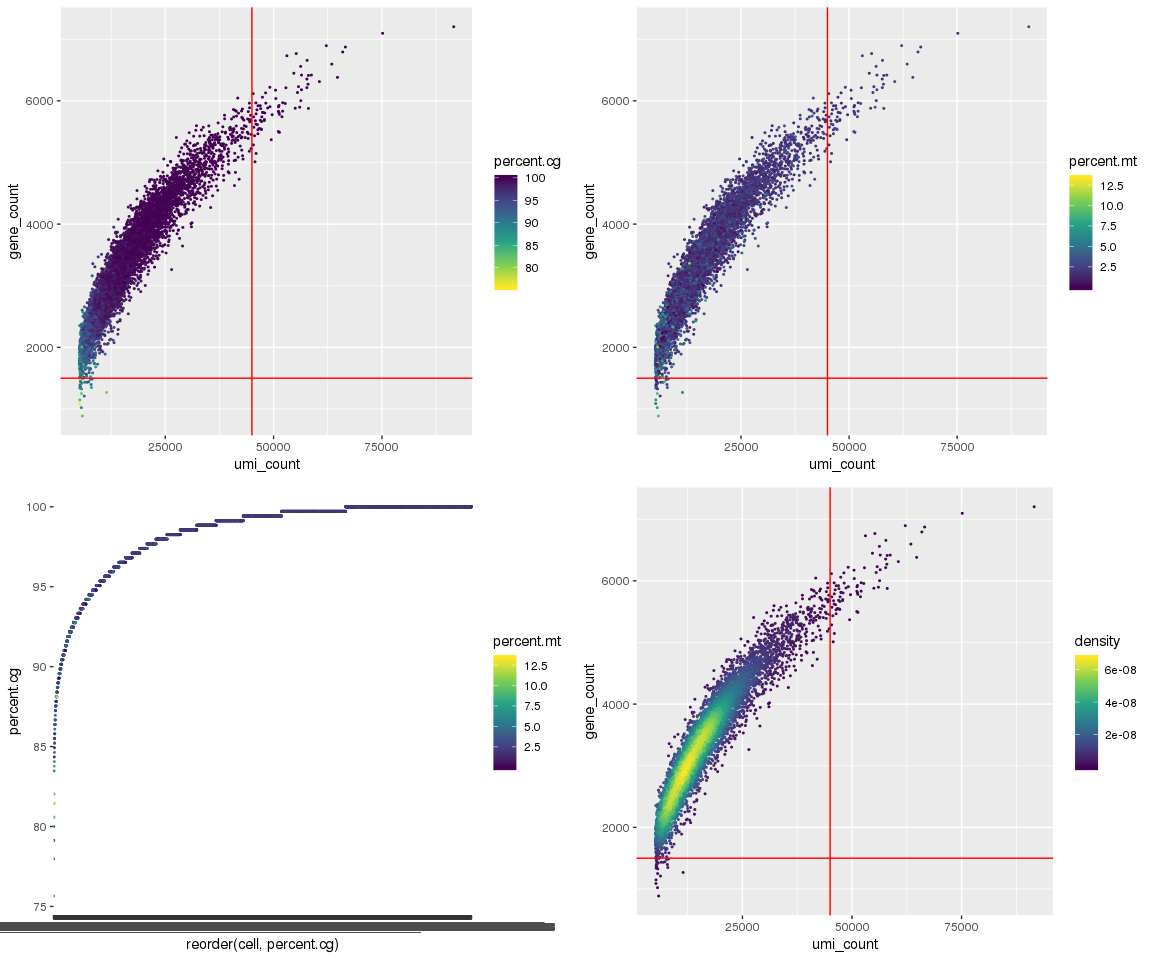 gene_count
6000
4000
2000
25000 50000 75000
umi_count
percent.cg
100
95
90
85
80
gene_count
6000
4000
2000
25000 50000 75000
umi_count
percent.mt
12.5
10.0
7.5
5.0
2.5
percent.cg
100
95
90
85
80
75
reorder(cell, percent.cg)
percent.mt
12.5
10.0
7.5
5.0
2.5
gene_count
6000
4000
2000
25000 50000 75000
umi_count
density
6e-08
4e-08
2e-08